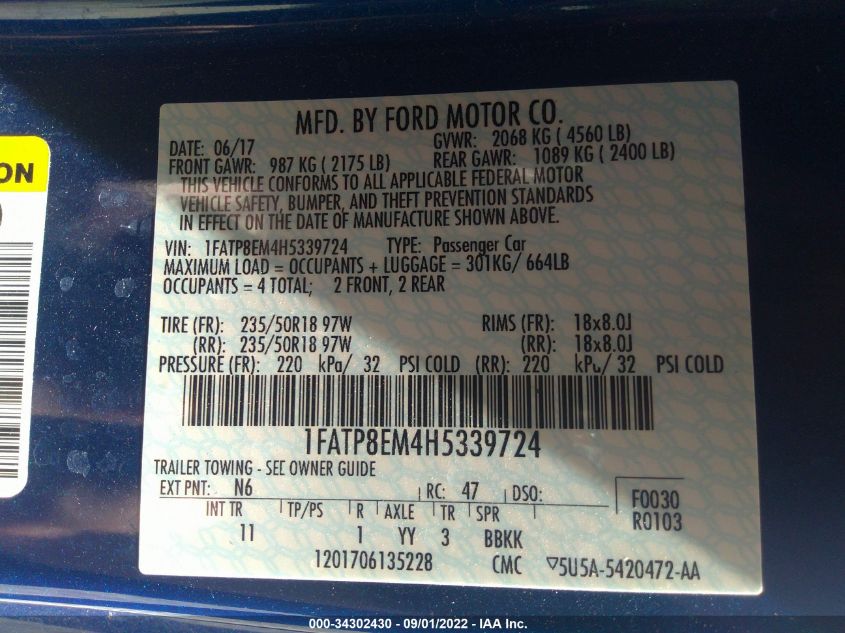 ON
MFD. BY FORD MOTOR CO.
DATE: 06/17 GVWR: 2068 KG ( 4560 LB)
FRONT GAWR: 987 KG ( 2175 LB) REAR GAWR: 1089 KG ( 2400 LB)
THIS VEHICLE CONFORMS TO ALL APPLICABLE FEDERAL MOTOR
VEHICLE SAFETY, BUMPER, AND THEFT PREVENTION STANDARDS
IN EFFECT ON THE DATE OF MANUFACTURE SHOWN ABOVE.
VIN: 1FATP8EM4H5339724 TYPE: Passenger Car
MAXIMUM LOAD = OCCUPANTS + LUGGAGE = 301KG/ 664LB
OCCUPANTS = 4 TOTAL; 2 FRONT, 2 REAR
TIRE (FR): 235/50R18 97W RIMS (FR): 18x8.0J
(RR): 235/50R18 97W (RR): 18x8.0J
PRESSURE (FR): 220 kPa/ 32 PSI COLD (RR): 220 kPa/ 32 PSI COLD
1FATP8EM4H5339724
TRAILER TOWING - SEE OWNER GUIDE
EXT PNT: N6 RC: 47 DSO: F0030
INT TR TP/PS R AXLE TR SPR R0103
11 1 YY 3 BBKK
1201706135228 CMC ▽5U5A-5420472-AA
000-34302430 - 09/01/2022 - IAA Inc.